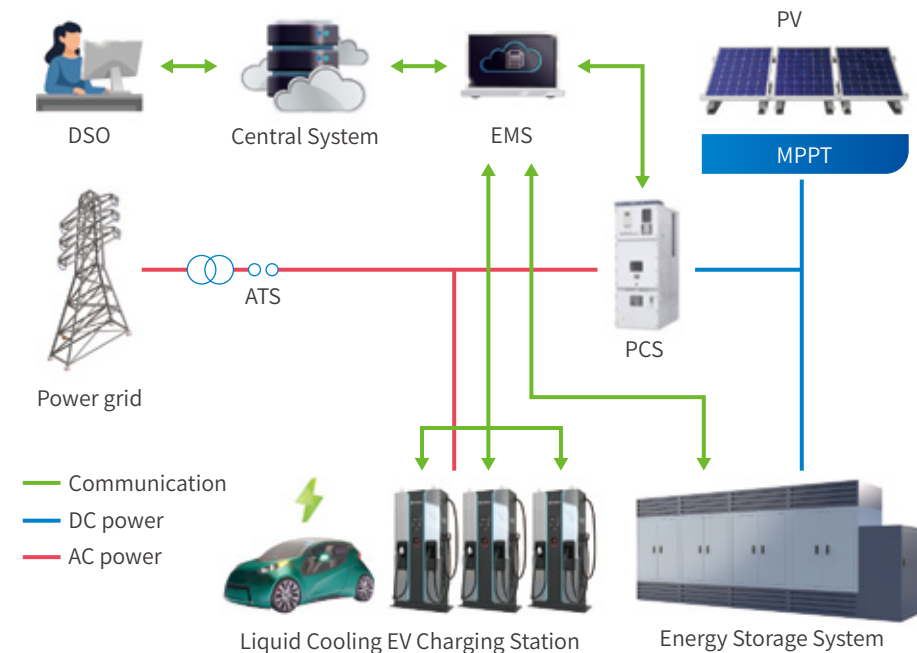 PV
DSO
Central System
EMS
MPPT
ATS
PCS
Power grid
Communication
DC power
AC power
Liquid Cooling EV Charging Station
Energy Storage System